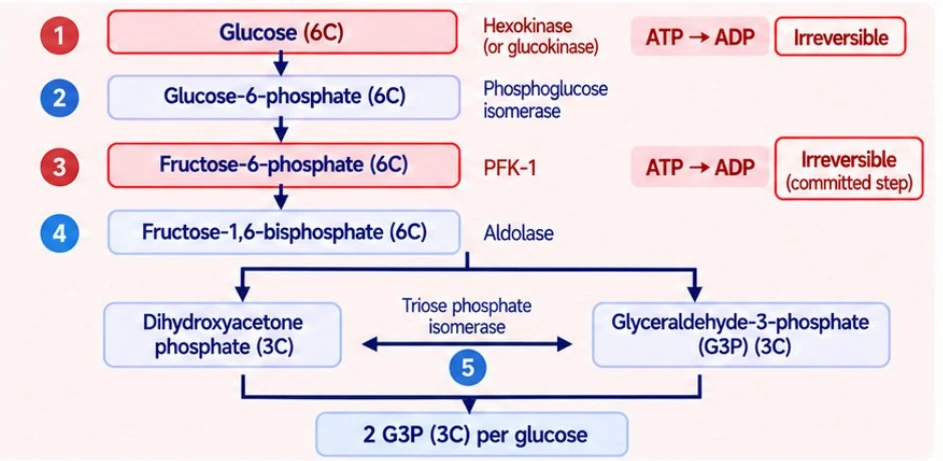 1
Glucose (6C)
Hexokinase
(or glucokinase)
ATP → ADP
Irreversible
2
Glucose-6-phosphate (6C)
Phosphoglucose
isomerase
3
Fructose-6-phosphate (6C)
PFK-1
ATP → ADP
Irreversible
(committed step)
4
Fructose-1,6-bisphosphate (6C)
Aldolase
Dihydroxyacetone
phosphate (3C)
Triose phosphate
isomerase
5
Glyceraldehyde-3-phosphate
(G3P) (3C)
2 G3P (3C) per glucose